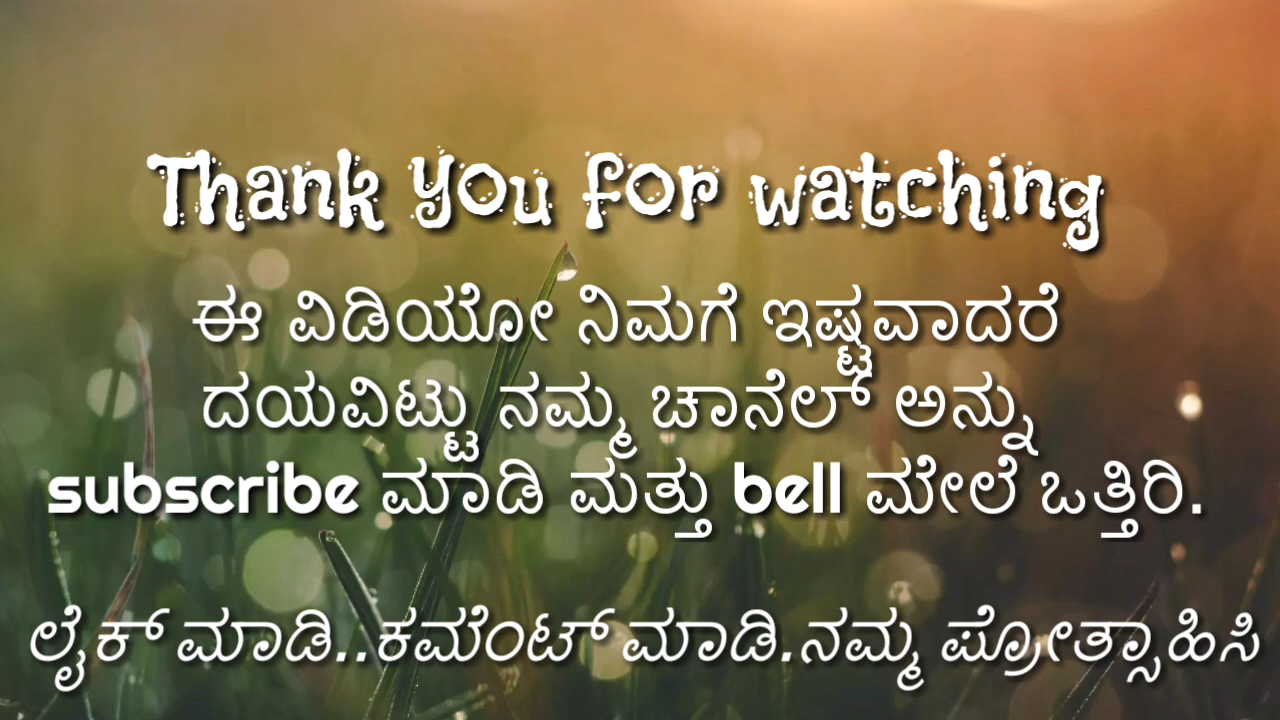 Thank you for watching
ಈ ವಿಡಿಯೋ ನಿಮಗೆ ಇಷ್ಟವಾದರೆ
ದಯವಿಟ್ಟು ನಮ್ಮ ಚಾನೆಲ್ ಅನ್ನು
subscribe ಮಾಡಿ ಮತ್ತು bell ಮೇಲೆ ಒತ್ತಿರಿ.
ಲೈಕ್ ಮಾಡಿ..ಕಮೆಂಟ್ ಮಾಡಿ.ನಮ್ಮ ಪ್ರೋತ್ಸಾಹಿಸಿ